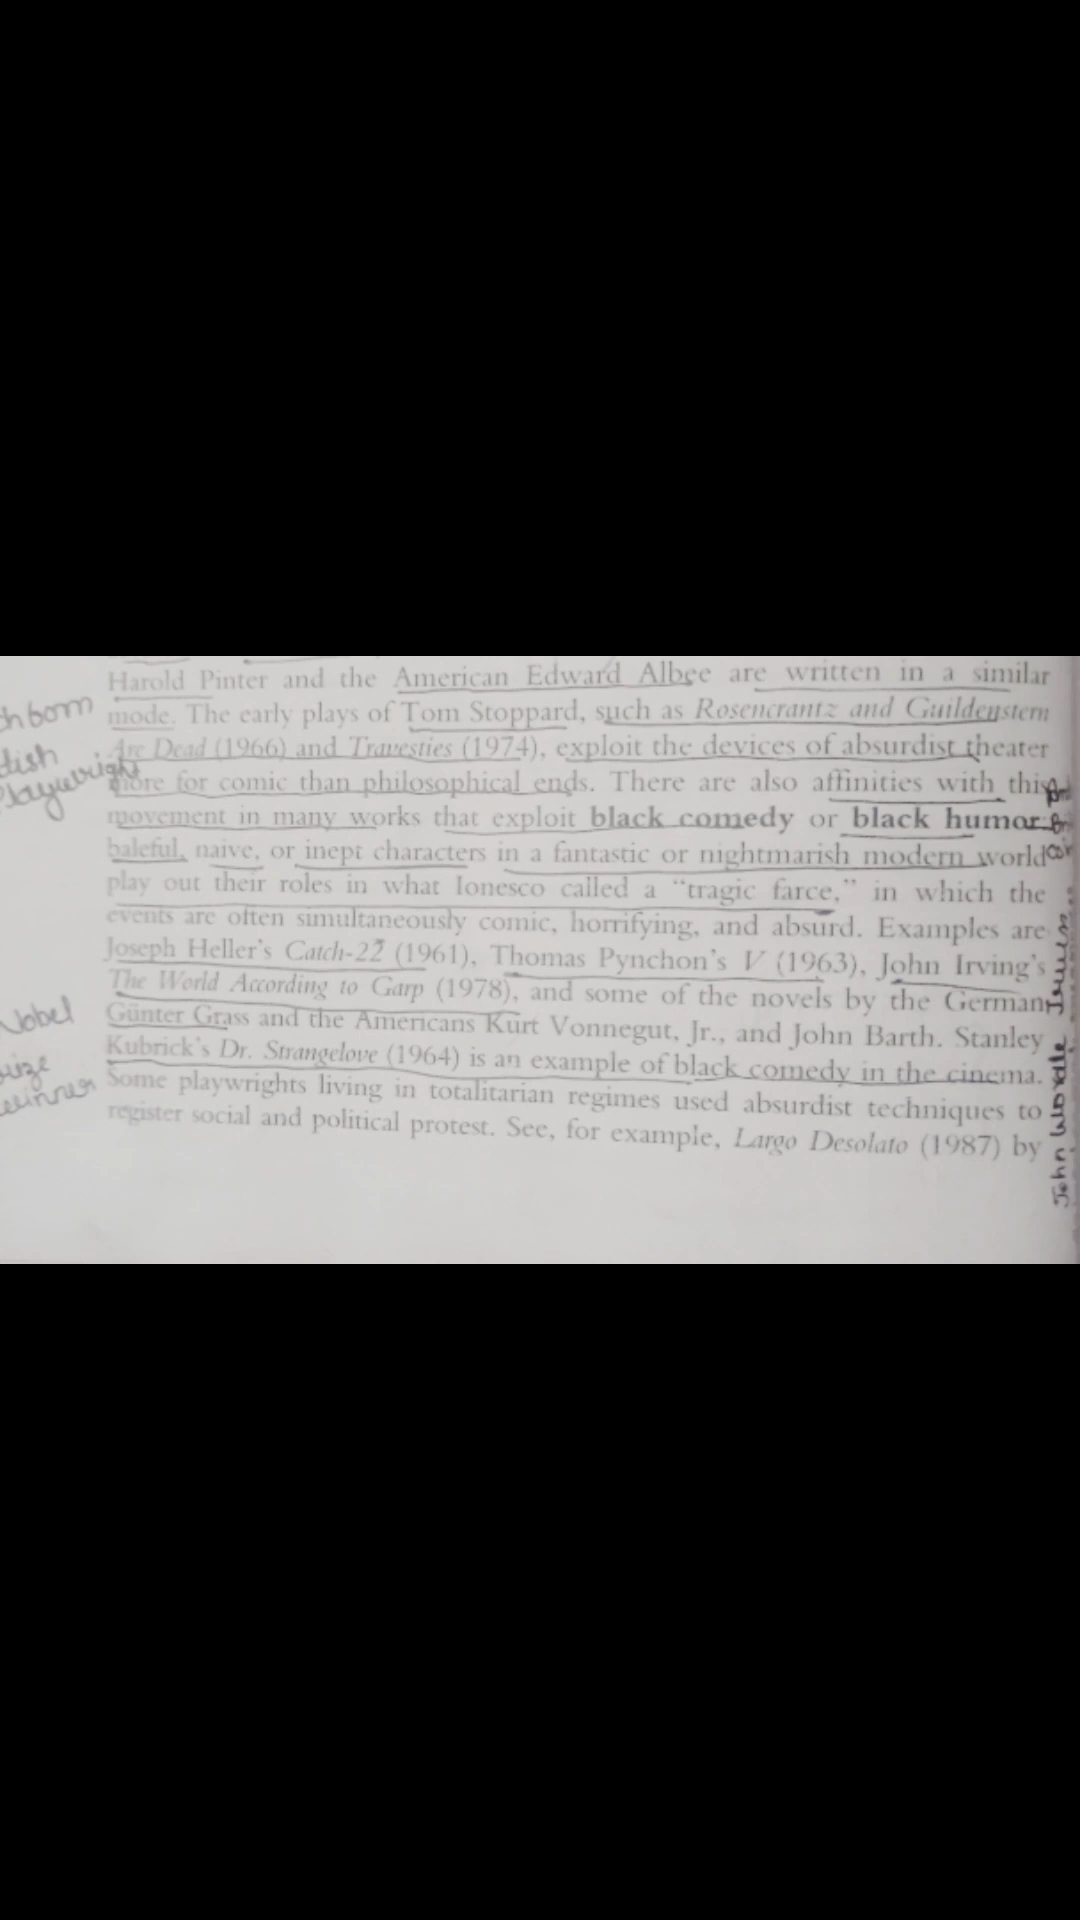 Harold Pinter and the American Edward Albee are written in a similar
mode. The early plays of Tom Stoppard, such as Rosencrantz and Guildenstern
Are Dead (1966) and Travesties (1974), exploit the devices of absurdist theater
more for comic than philosophical ends. There are also affinities with this
movement in many works that exploit black comedy or black humor:
baleful, naive, or inept characters in a fantastic or nightmarish modern world
play out their roles in what Ionesco called a “tragic farce,” in which the
events are often simultaneously comic, horrifying, and absurd. Examples are
Joseph Heller’s Catch-22 (1961), Thomas Pynchon’s V (1963), John Irving’s
The World According to Garp (1978), and some of the novels by the German
Günter Grass and the Americans Kurt Vonnegut, Jr., and John Barth. Stanley
Kubrick’s Dr. Strangelove (1964) is an example of black comedy in the cinema.
Some playwrights living in totalitarian regimes used absurdist techniques to
register social and political protest. See, for example, Largo Desolato (1987) by
born
playwright
Nobel
winner
John